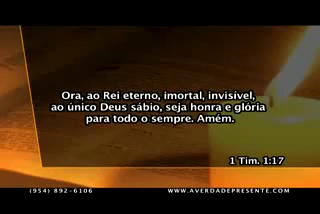 Ora, ao Rei eterno, imortal, invisível,
ao único Deus sábio, seja honra e glória
para todo o sempre. Amém.
1 Tim. 1:17
(954) 892-6106
WWW.AVERDADEPRESENTE.COM